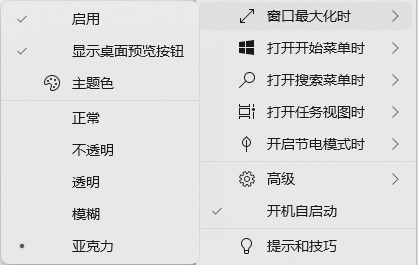 启用
显示桌面预览按钮
主题色
正常
不透明
透明
模糊
亚克力
窗口最大化时
打开开始菜单时
打开搜索菜单时
打开任务视图时
开启节电模式时
高级
开机自启动
提示和技巧